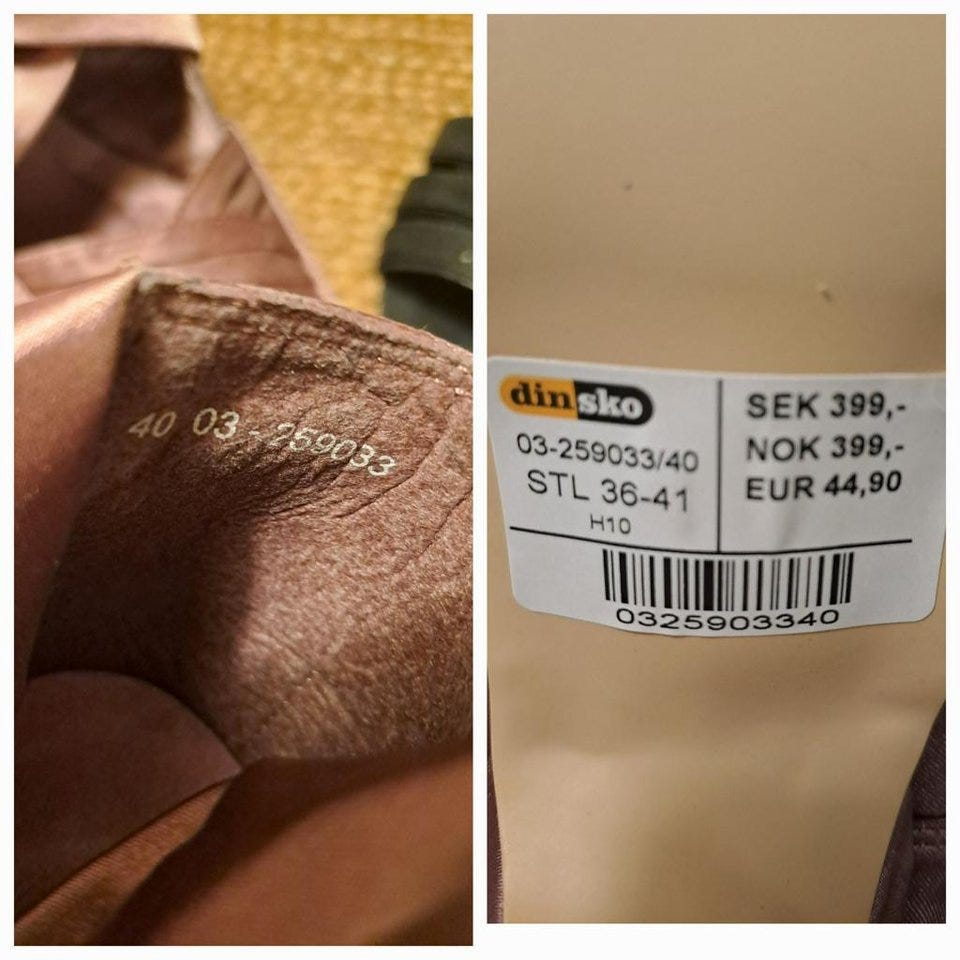 40 03-259033
dinsko
03-259033/40
STL 36-41
H10
SEK 399,-
NOK 399,-
EUR 44,90
0325903340